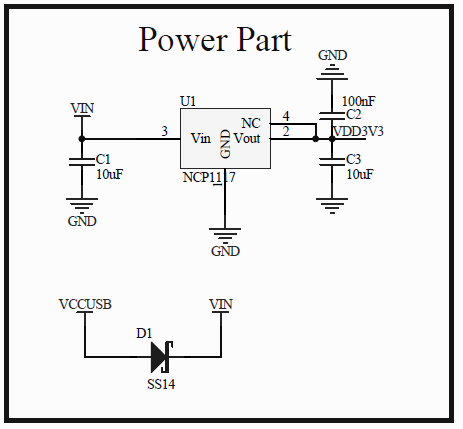 Power Part
GND
U1
VIN
100nF
C2
NC 4
3 Vin Vout 2 VDD3V3
GND
C1
10uF
C3
10uF
NCP1117
1
GND
GND
VCCUSB VIN
D1
SS14